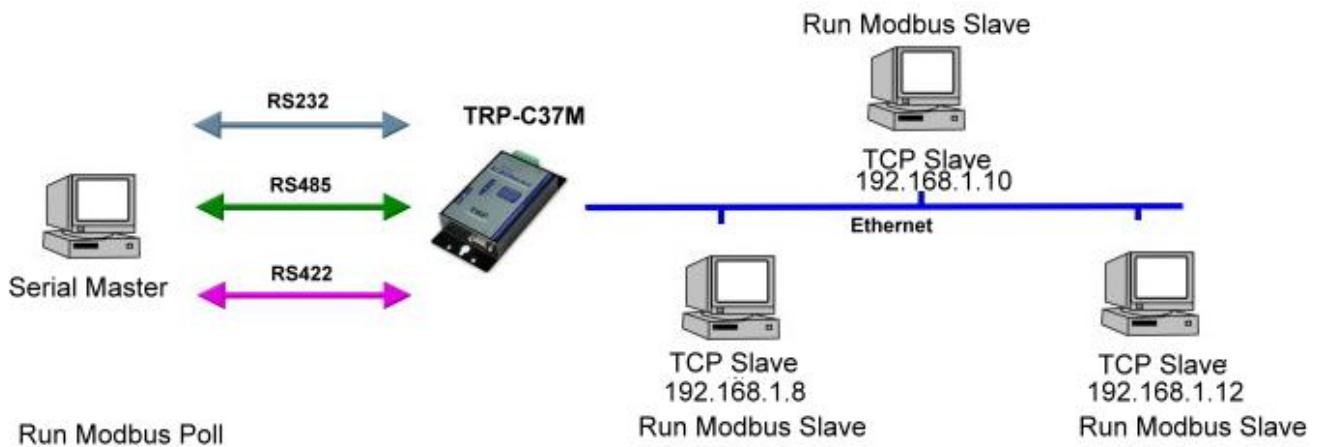 Run Modbus Slave
RS232
TRP-C37M
TCP Slave
192.168.1.10
RS485
Ethernet
RS422
Serial Master
TCP Slave
192.168.1.8
Run Modbus Slave
TCP Slave
192.168.1.12
Run Modbus Slave
Run Modbus Poll
TRP